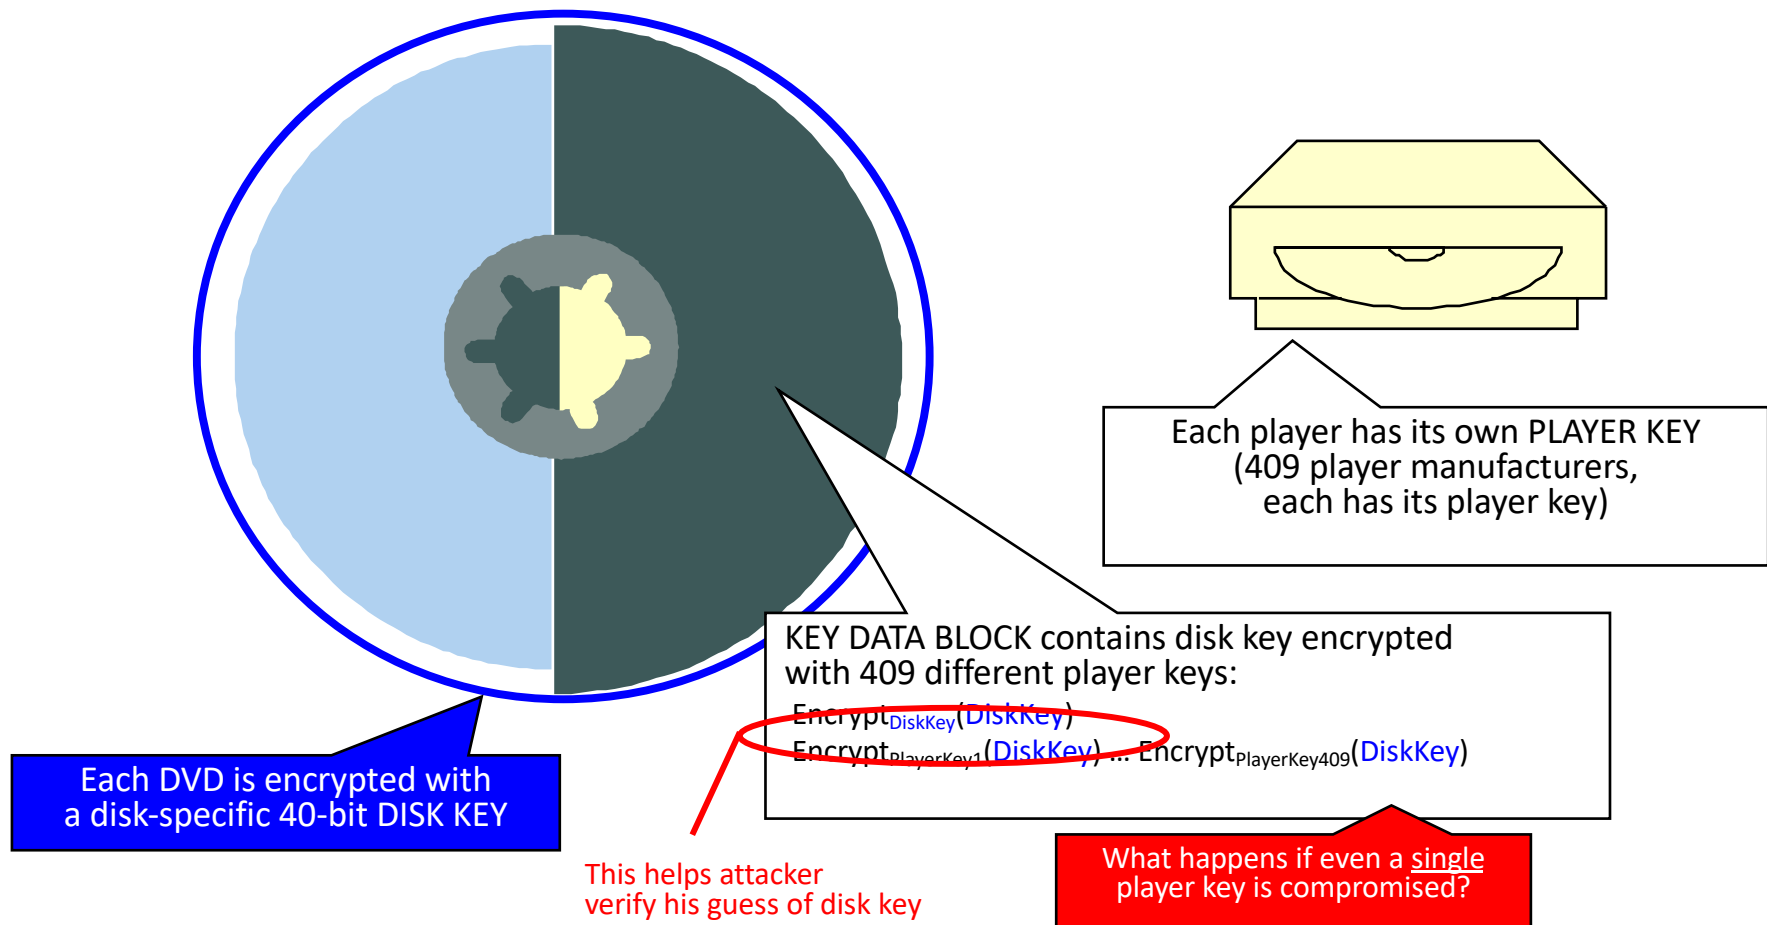 Each player has its own PLAYER KEY
(409 player manufacturers,
each has its player key)
KEY DATA BLOCK contains disk key encrypted
with 409 different player keys:
Encrypt_DiskKey(DiskKey)
Encrypt_PlayerKey1(DiskKey) ... Encrypt_PlayerKey409(DiskKey)
Each DVD is encrypted with
a disk-specific 40-bit DISK KEY
This helps attacker
verify his guess of disk key
What happens if even a single
player key is compromised?